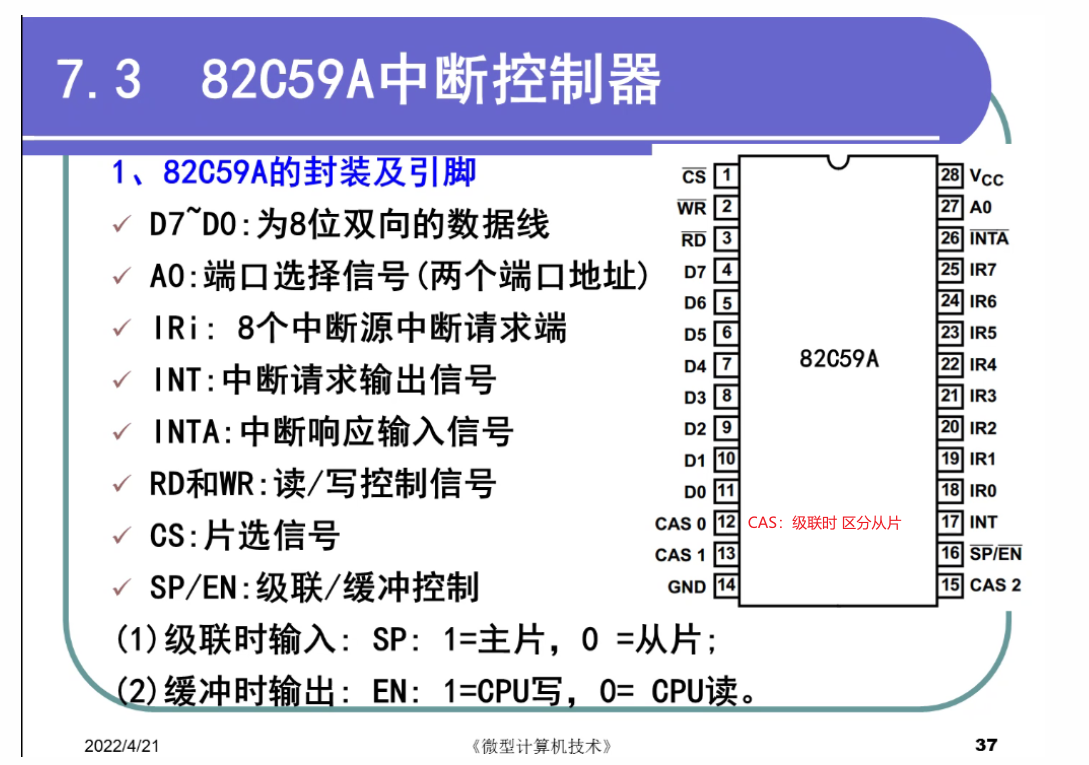 7.3 82C59A中断控制器
1、82C59A的封装及引脚
✓ D7~D0:为8位双向的数据线
✓ A0:端口选择信号(两个端口地址)
✓ IRi: 8个中断源中断请求端
✓ INT:中断请求输出信号
✓ INTA:中断响应输入信号
✓ RD和WR:读/写控制信号
✓ CS:片选信号
✓ SP/EN:级联/缓冲控制
(1)级联时输入: SP: 1=主片, 0 =从片;
(2)缓冲时输出: EN: 1=CPU写, 0= CPU读。
CS 1
WR 2
RD 3
D7 4
D6 5
D5 6
D4 7
D3 8
D2 9
D1 10
D0 11
CAS 0 12
CAS 1 13
GND 14
82C59A
CAS：级联时 区分从片
28 VCC
27 A0
26 INTA
25 IR7
24 IR6
23 IR5
22 IR4
21 IR3
20 IR2
19 IR1
18 IR0
17 INT
16 SP/EN
15 CAS 2
2022/4/21
《微型计算机技术》
37